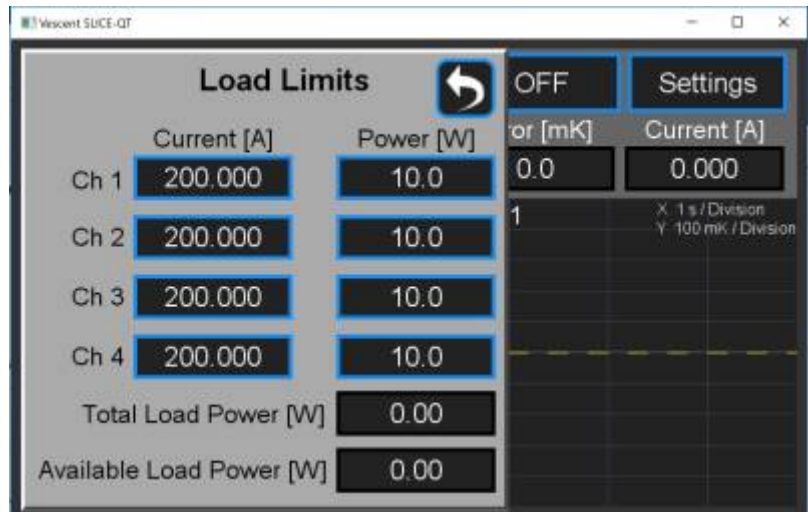 Vescent SLICE-QT
Load Limits
OFF
Settings
Current [A]
Power [W]
or [mK]
Current [A]
Ch 1
200.000
10.0
0.0
0.000
Ch 2
200.000
10.0
1
X 1 s / Division
Y 100 mK / Division
Ch 3
200.000
10.0
Ch 4
200.000
10.0
Total Load Power [W]
0.00
Available Load Power [W]
0.00